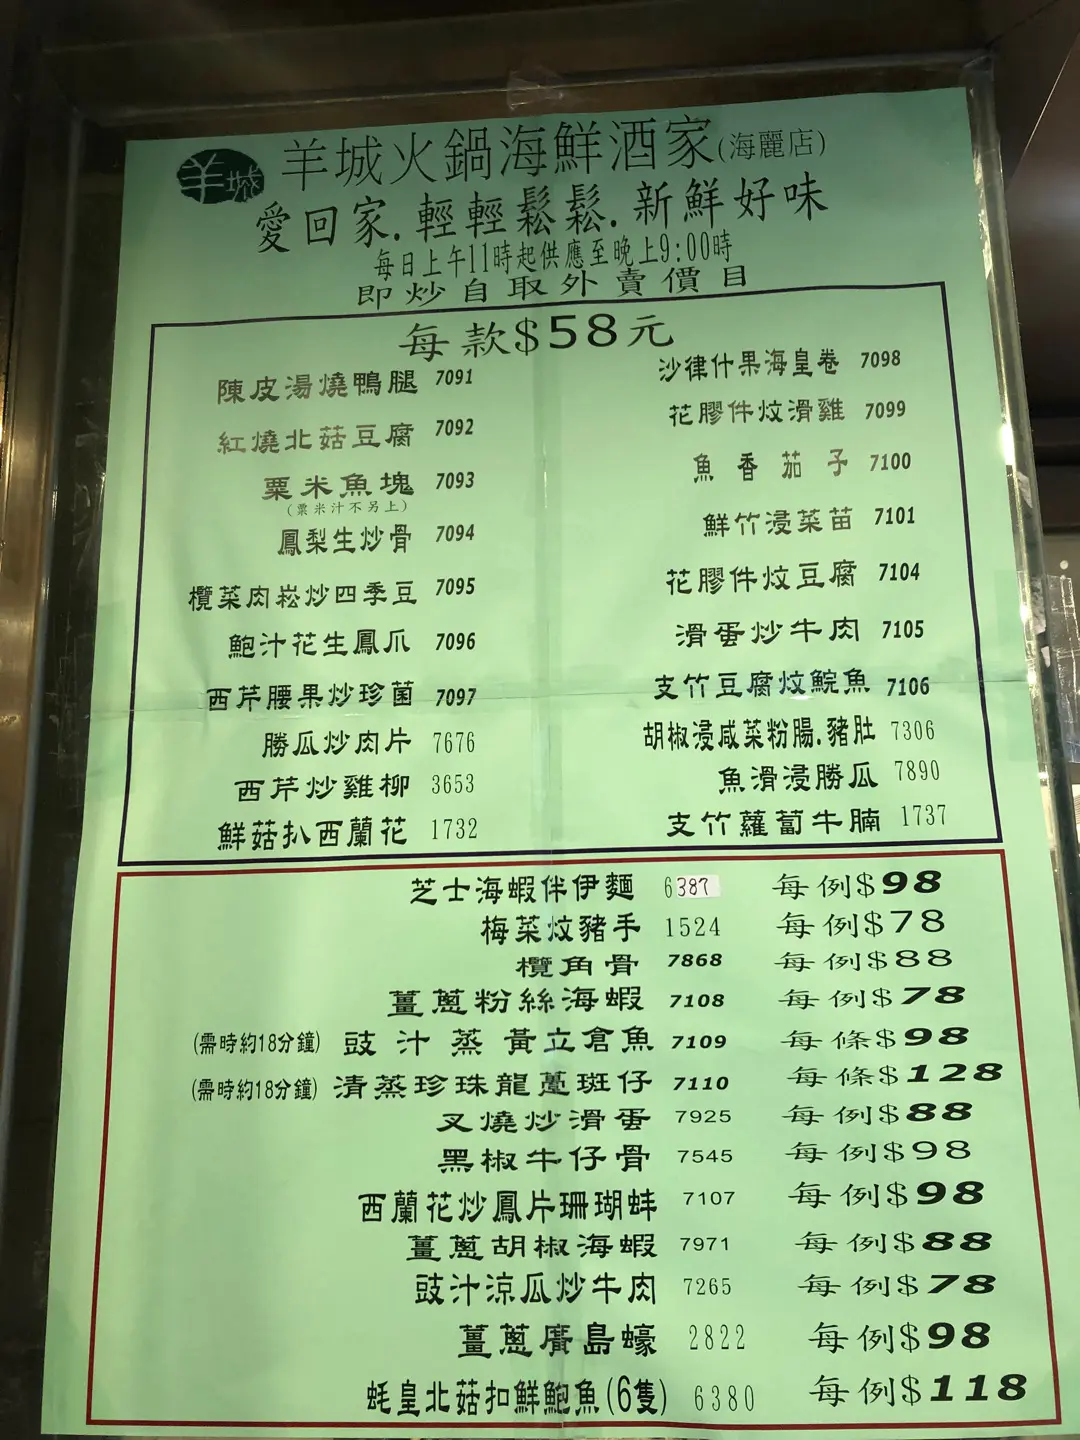 羊城 羊城火鍋海鮮酒家(海麗店)
愛回家.輕輕鬆鬆.新鮮好味
每日上午11時起供應至晚上9:00時
即炒自取外賣價目
每款$58元
陳皮湯燒鴨腿 7091
紅燒北菇豆腐 7092
粟米魚塊 7093
(粟米汁不另上)
鳳梨生炒骨 7094
欖菜肉崧炒四季豆 7095
鮑汁花生鳳爪 7096
西芹腰果炒珍菌 7097
勝瓜炒肉片 7676
西芹炒雞柳 3653
鮮菇扒西蘭花 1732
沙律什果海皇卷 7098
花膠件炆滑雞 7099
魚香茄子 7100
鮮竹浸菜苗 7101
花膠件炆豆腐 7104
滑蛋炒牛肉 7105
支竹豆腐炆鯇魚 7106
胡椒浸咸菜粉腸.豬肚 7306
魚滑浸勝瓜 7890
支竹蘿蔔牛腩 1737
芝士海蝦伴伊麵 6387 每例$98
梅菜炆豬手 1524 每例$78
欖角骨 7868 每例$88
薑蔥粉絲海蝦 7108 每例$78
(需時約18分鐘) 豉汁蒸黃立倉魚 7109 每條$98
(需時約18分鐘) 清蒸珍珠龍躉斑仔 7110 每條$128
叉燒炒滑蛋 7925 每例$88
黑椒牛仔骨 7545 每例$98
西蘭花炒鳳片珊瑚蚌 7107 每例$98
薑蔥胡椒海蝦 7971 每例$88
豉汁涼瓜炒牛肉 7265 每例$78
薑蔥廣島蠔 2822 每例$98
蚝皇北菇扣鮮鮑魚(6隻) 6380 每例$118